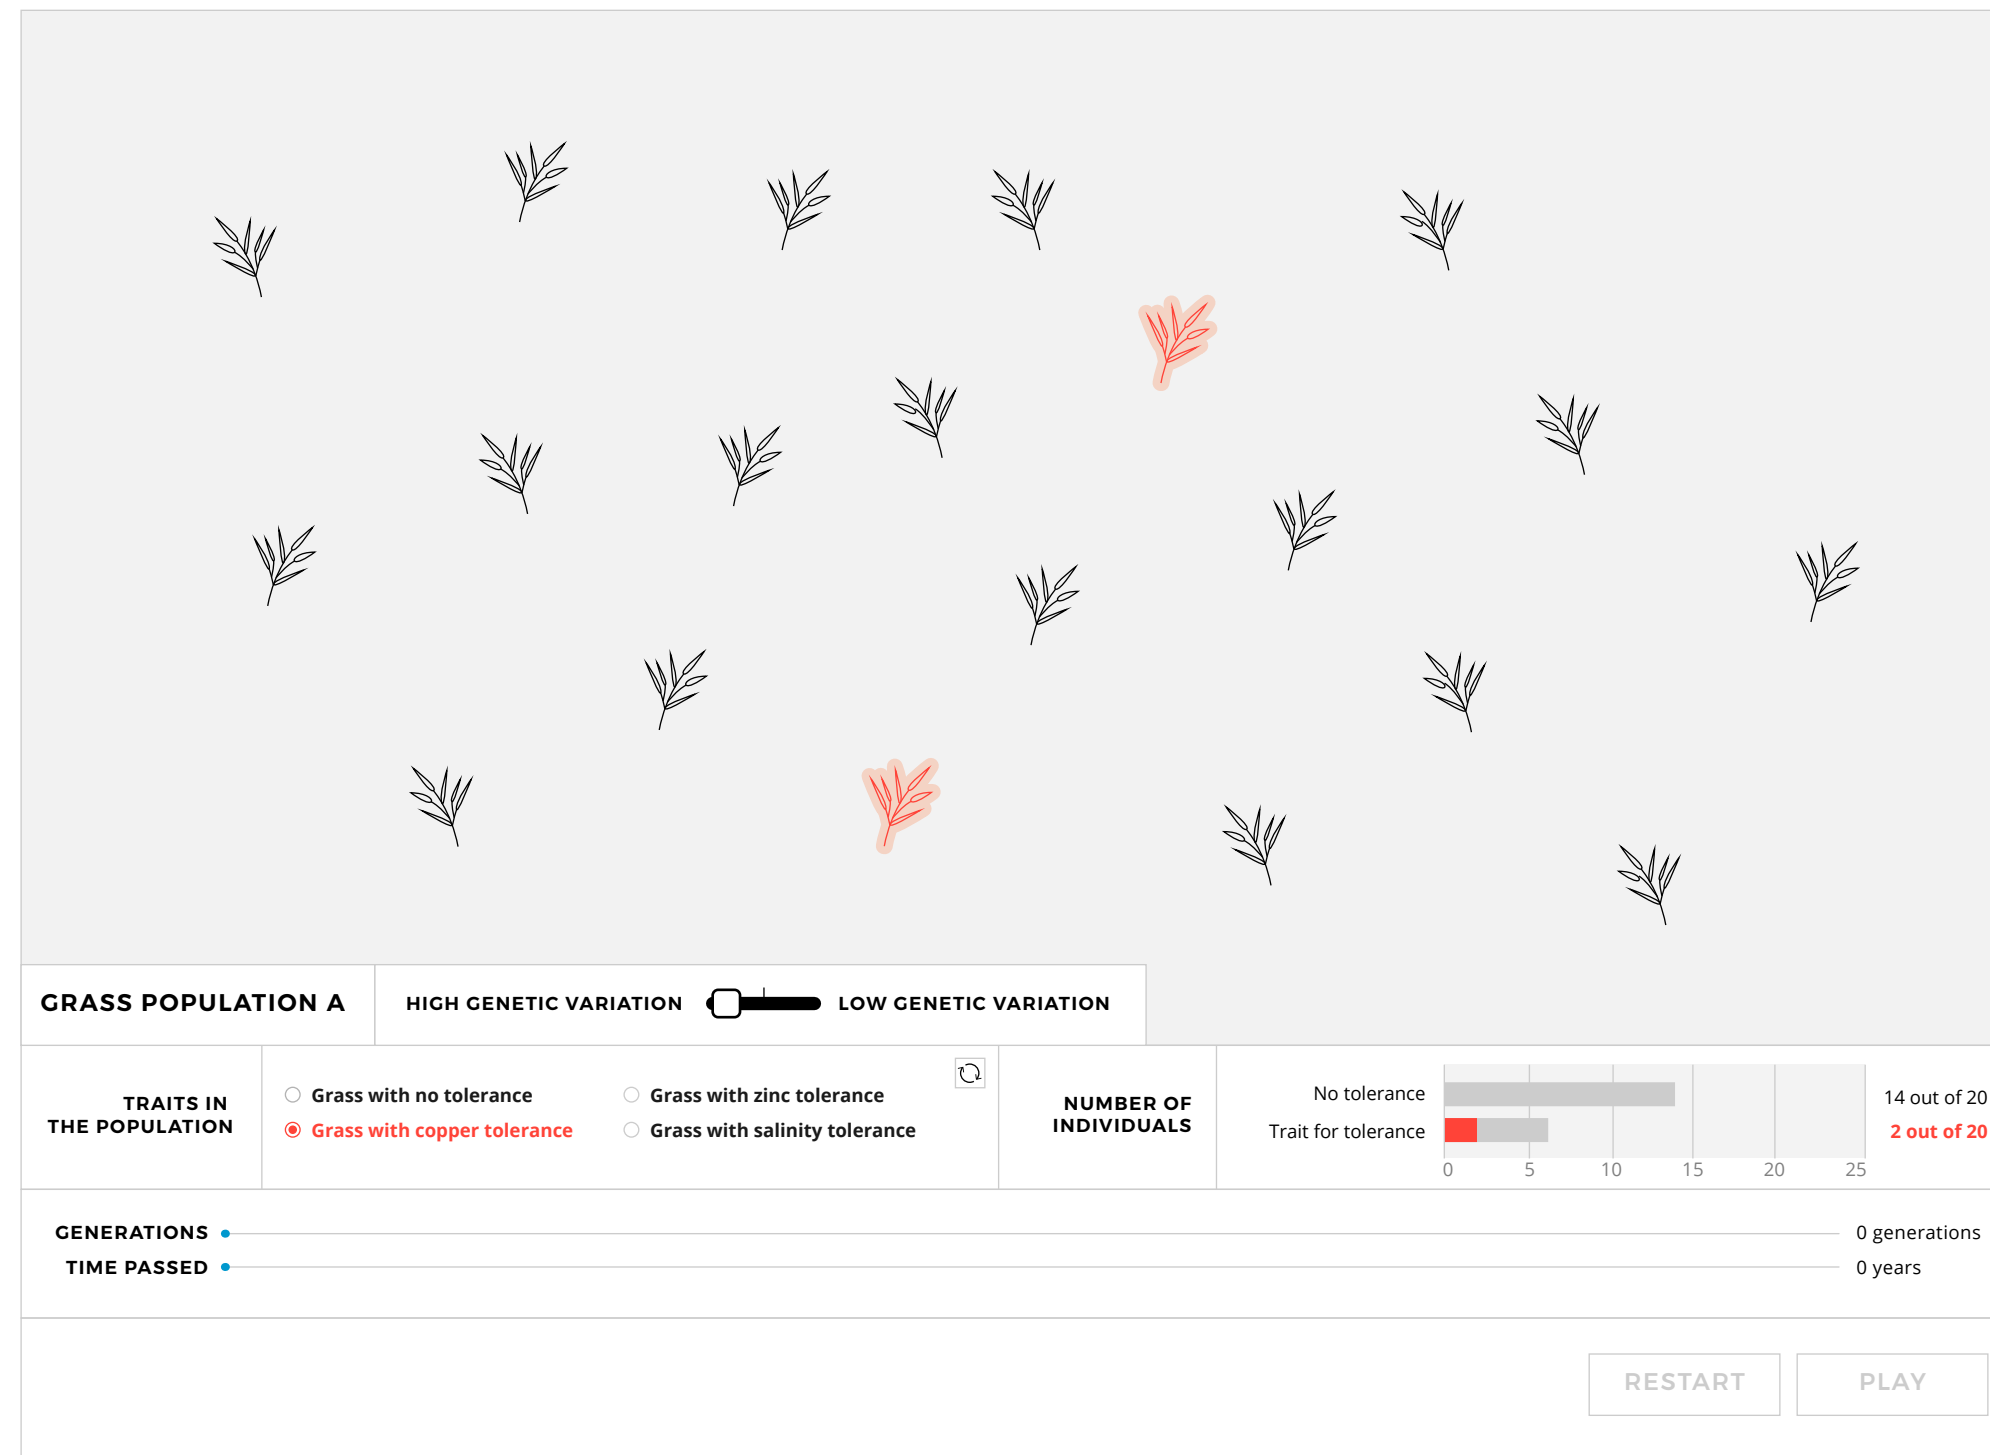 GRASS POPULATION A
HIGH GENETIC VARIATION
LOW GENETIC VARIATION
TRAITS IN
THE POPULATION
Grass with no tolerance
Grass with zinc tolerance
Grass with copper tolerance
Grass with salinity tolerance
NUMBER OF
INDIVIDUALS
No tolerance
14 out of 20
Trait for tolerance
2 out of 20
0 5 10 15 20 25
GENERATIONS
0 generations
TIME PASSED
0 years
RESTART
PLAY